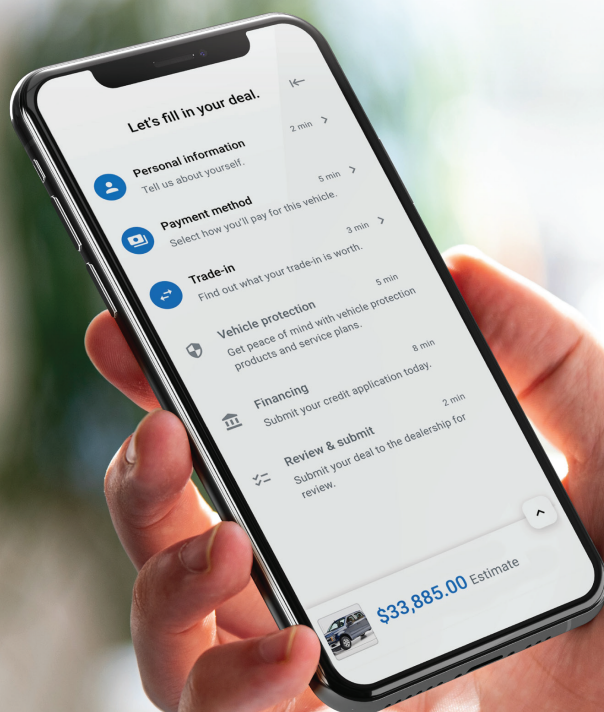 Let's fill in your deal.
Personal information
2 min
Tell us about yourself.
Payment method
5 min
Select how you'll pay for this vehicle.
Trade-in
3 min
Find out what your trade-in is worth.
Vehicle protection
5 min
Get peace of mind with vehicle protection
products and service plans.
Financing
8 min
Submit your credit application today.
Review & submit
2 min
Submit your deal to the dealership for
review.
$33,885.00 Estimate